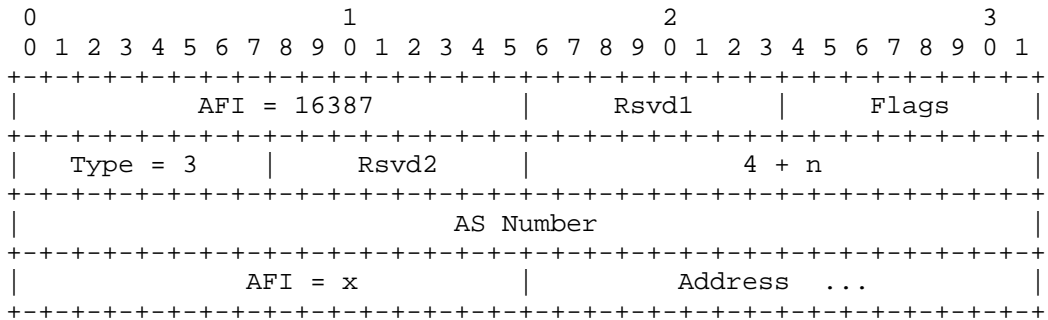 0                   1                   2                   3
 0 1 2 3 4 5 6 7 8 9 0 1 2 3 4 5 6 7 8 9 0 1 2 3 4 5 6 7 8 9 0 1
+-+-+-+-+-+-+-+-+-+-+-+-+-+-+-+-+-+-+-+-+-+-+-+-+-+-+-+-+-+-+-+-+
|           AFI = 16387         |     Rsvd1     |     Flags     |
+-+-+-+-+-+-+-+-+-+-+-+-+-+-+-+-+-+-+-+-+-+-+-+-+-+-+-+-+-+-+-+-+
|   Type = 3    |     Rsvd2     |             4 + n             |
+-+-+-+-+-+-+-+-+-+-+-+-+-+-+-+-+-+-+-+-+-+-+-+-+-+-+-+-+-+-+-+-+
|                           AS Number                           |
+-+-+-+-+-+-+-+-+-+-+-+-+-+-+-+-+-+-+-+-+-+-+-+-+-+-+-+-+-+-+-+-+
|              AFI = x          |         Address  ...          |
+-+-+-+-+-+-+-+-+-+-+-+-+-+-+-+-+-+-+-+-+-+-+-+-+-+-+-+-+-+-+-+-+